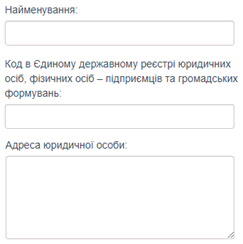 Найменування:
Код в Єдиному державному реєстрі юридичних
осіб, фізичних осіб – підприємців та громадських
формувань:
Адреса юридичної особи: